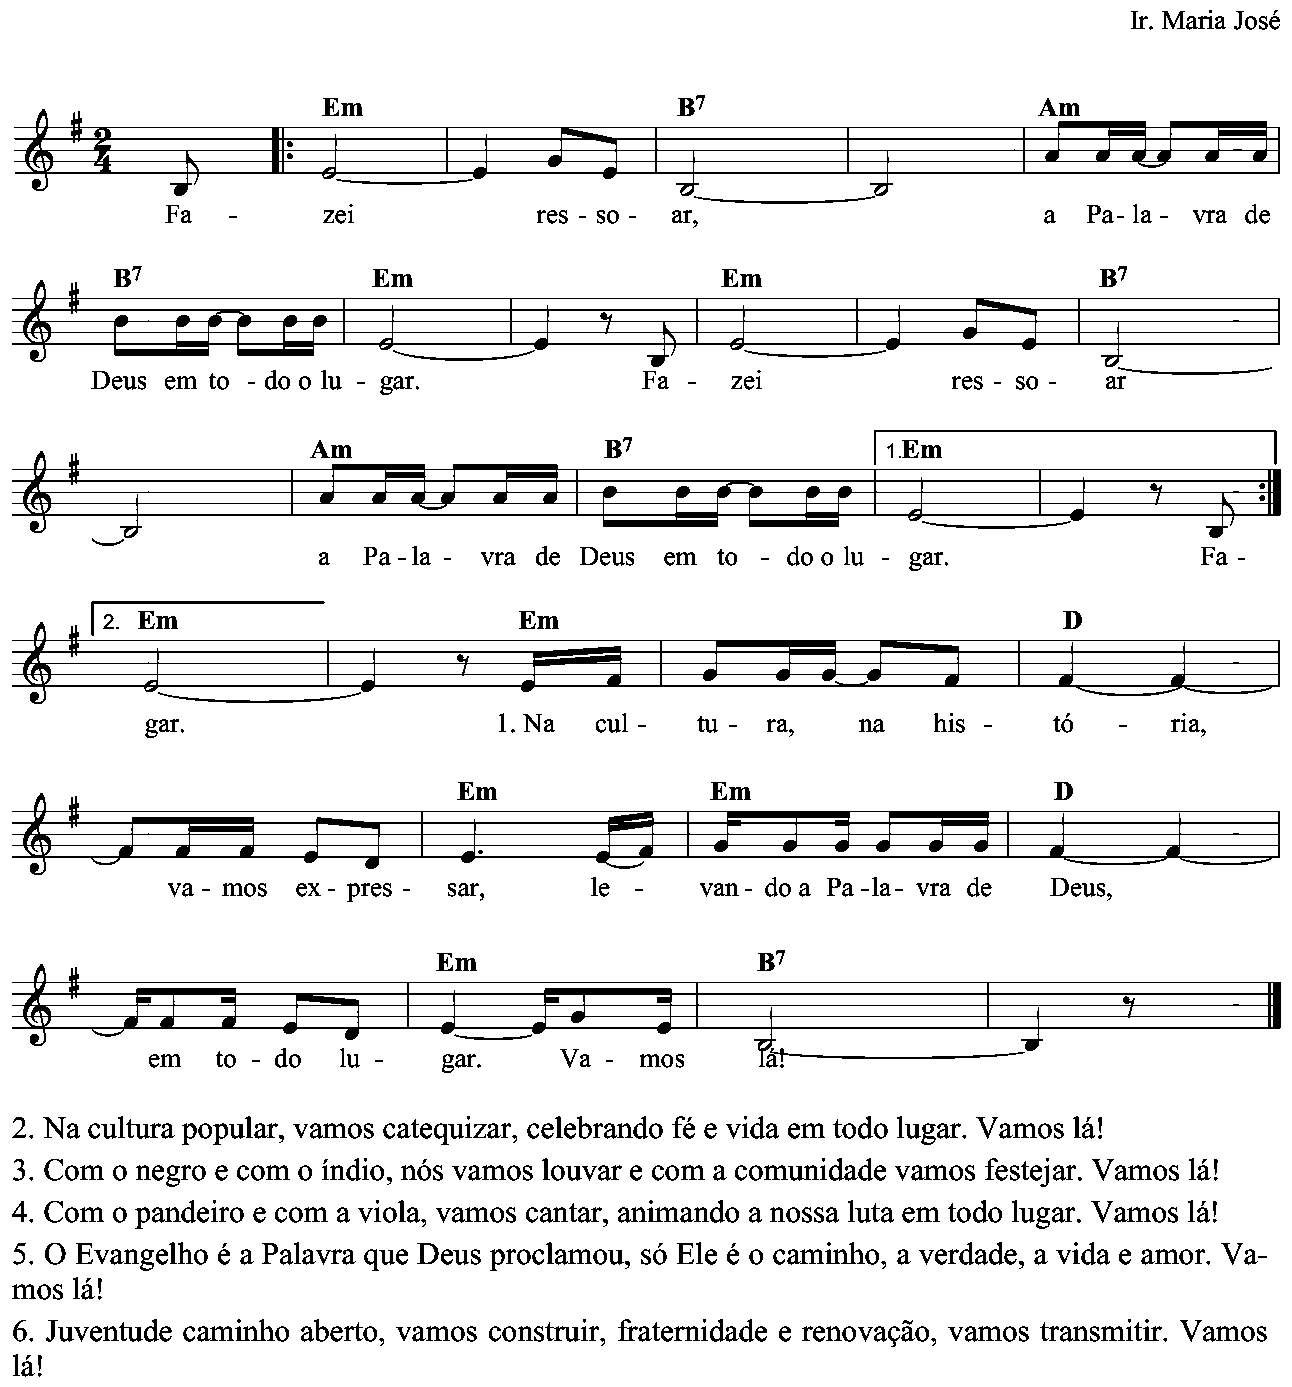 Ir. Maria José
Em B7 Am
Fa - zei res - so - ar, a Pa - la - vra de
B7 Em Em B7
Deus em to - do o lu - gar. Fa - zei res - so - ar
Am B7 1. Em
a Pa - la - vra de Deus em to - do o lu - gar. Fa -
2. Em Em D
gar. 1. Na cul - tu - ra, na his - tó - ria,
Em Em D
va - mos ex - pres - sar, le - van - do a Pa - la - vra de Deus,
Em B7
em to - do lu - gar. Va - mos lá!
2. Na cultura popular, vamos catequizar, celebrando fé e vida em todo lugar. Vamos lá!
3. Com o negro e com o índio, nós vamos louvar e com a comunidade vamos festejar. Vamos lá!
4. Com o pandeiro e com a viola, vamos cantar, animando a nossa luta em todo lugar. Vamos lá!
5. O Evangelho é a Palavra que Deus proclamou, só Ele é o caminho, a verdade, a vida e amor. Va-
mos lá!
6. Juventude caminho aberto, vamos construir, fraternidade e renovação, vamos transmitir. Vamos
lá!